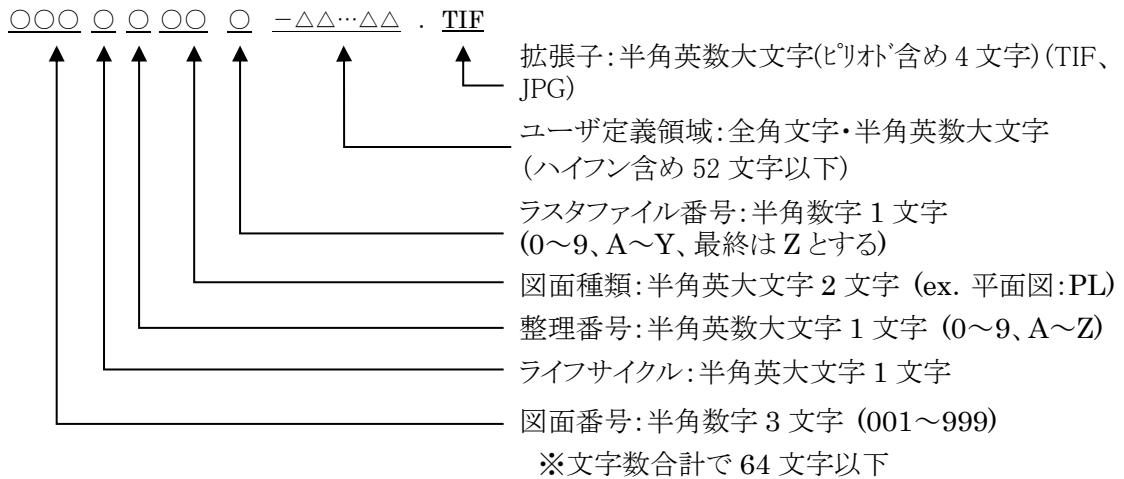 ○○○ ○ ○ ○○ ○ －△△…△△ . TIF
拡張子：半角英数大文字(ﾋﾟﾘｵﾄﾞ含め 4 文字) (TIF、
JPG)
ユーザ定義領域：全角文字・半角英数大文字
（ハイフン含め 52 文字以下）
ラスタファイル番号：半角数字 1 文字
(0～9、A～Y、最終は Z とする)
図面種類：半角英大文字 2 文字 (ex. 平面図：PL)
整理番号：半角英数大文字 1 文字 (0～9、A～Z)
ライフサイクル：半角英大文字 1 文字
図面番号：半角数字 3 文字 (001～999)
※文字数合計で 64 文字以下